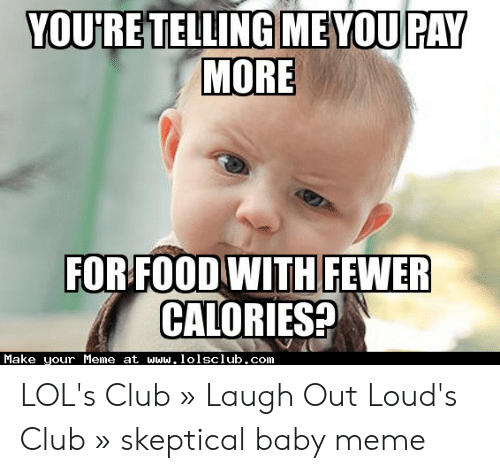 YOU'RE TELLING ME YOU PAY
MORE
FOR FOOD WITH FEWER
CALORIES?
Make your Meme at www.lolsclub.com
LOL's Club » Laugh Out Loud's
Club » skeptical baby meme